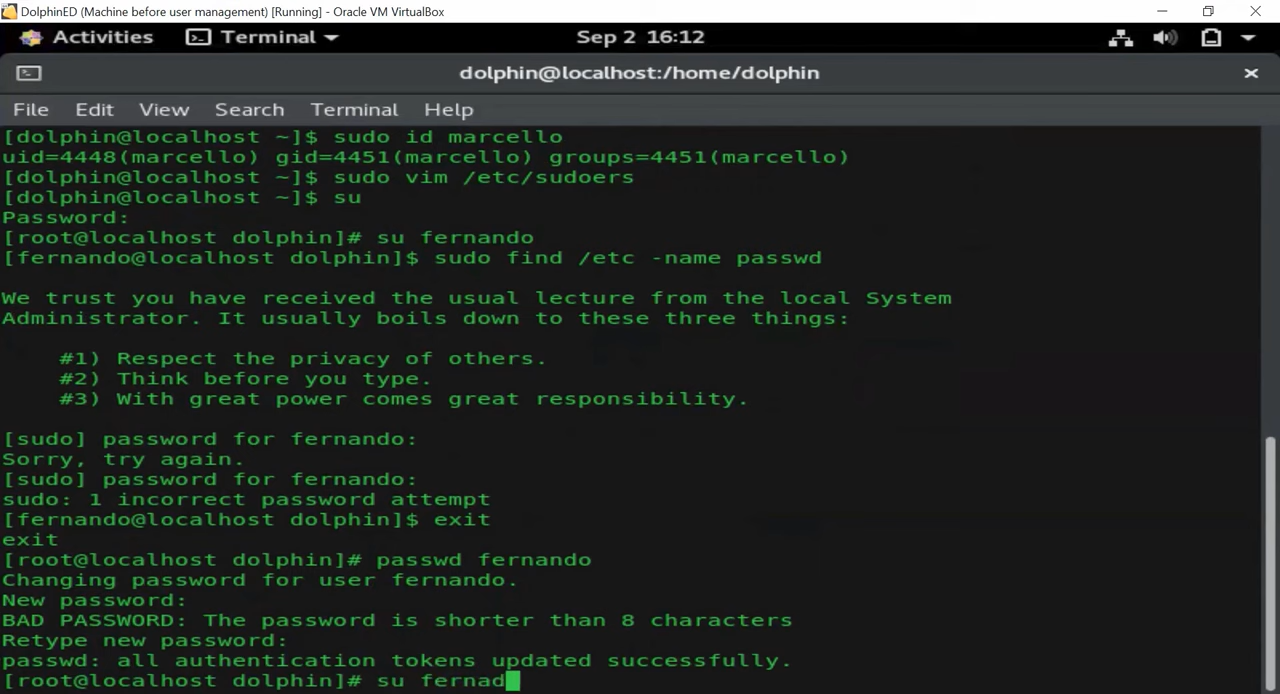 DolphinED (Machine before user management) [Running] - Oracle VM VirtualBox
Activities Terminal Sep 2 16:12
dolphin@localhost:/home/dolphin
File Edit View Search Terminal Help
[dolphin@localhost ~]$ sudo id marcello
uid=4448(marcello) gid=4451(marcello) groups=4451(marcello)
[dolphin@localhost ~]$ sudo vim /etc/sudoers
[dolphin@localhost ~]$ su
Password:
[root@localhost dolphin]# su fernando
[fernando@localhost dolphin]$ sudo find /etc -name passwd
We trust you have received the usual lecture from the local System
Administrator. It usually boils down to these three things:
#1) Respect the privacy of others.
#2) Think before you type.
#3) With great power comes great responsibility.
[sudo] password for fernando:
Sorry, try again.
[sudo] password for fernando:
sudo: 1 incorrect password attempt
[fernando@localhost dolphin]$ exit
exit
[root@localhost dolphin]# passwd fernando
Changing password for user fernando.
New password:
BAD PASSWORD: The password is shorter than 8 characters
Retype new password:
passwd: all authentication tokens updated successfully.
[root@localhost dolphin]# su fernad